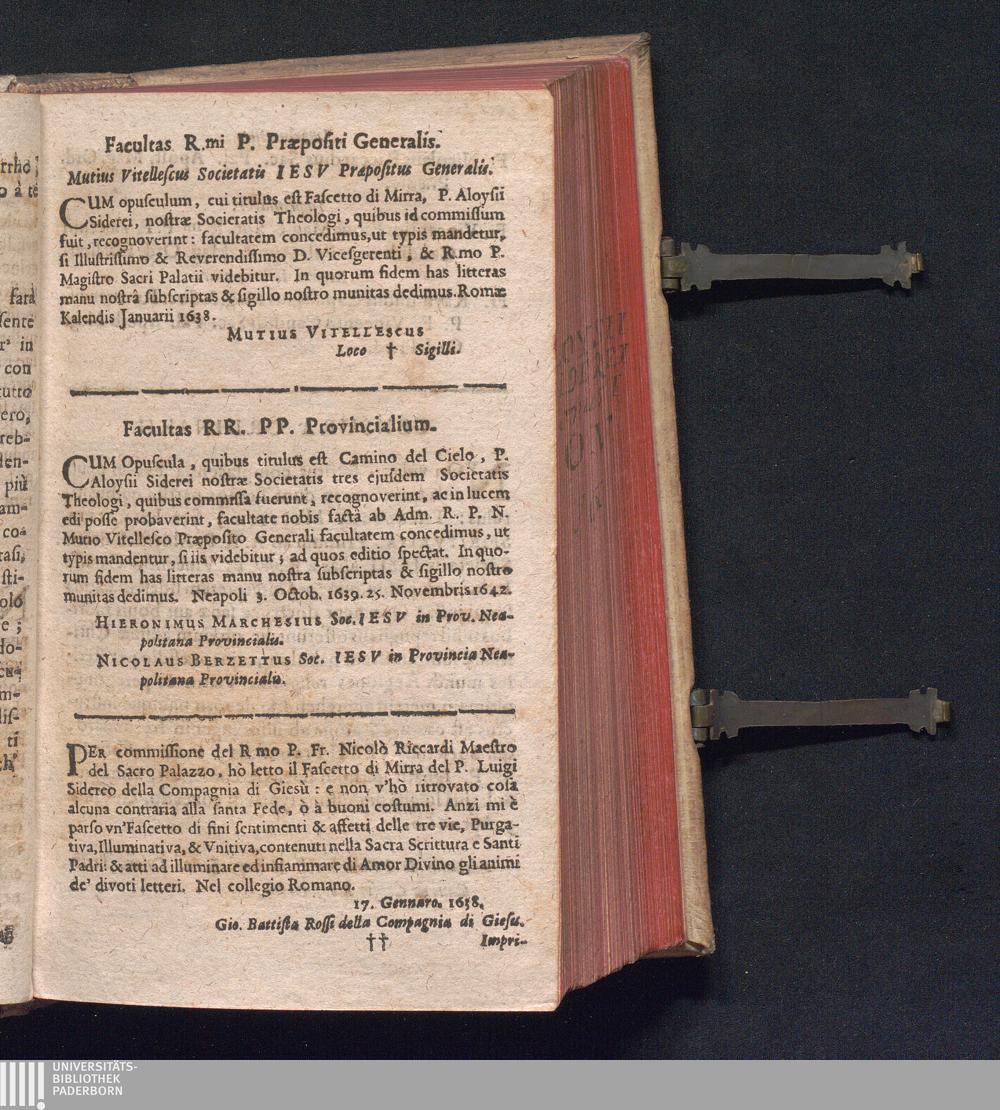 Facultas R.mi P. Præpositi Generalis.
Mutius Vitellescus Societatis IESV Præpositus Generalis.
CUM opusculum, cui titulus est Fascetto di Mirra, P. Aloysii
Siderei, nostræ Societatis Theologi, quibus id commissum
fuit, recognoverint: facultatem concedimus, ut typis mandetur,
si Illustrissimo & Reverendissimo D. Vicesgerenti, & R.mo P.
Magistro Sacri Palatii videbitur. In quorum fidem has litteras
manu nostrâ subscriptas & sigillo nostro munitas dedimus. Romæ
Kalendis Januarii 1638.
MUTIUS VITELLESCUS
Loco † Sigilli.
Facultas RR. PP. Provincialium.
CUM Opuscula, quibus titulus est Camino del Cielo, P.
Aloysii Siderei nostræ Societatis tres ejusdem Societatis
Theologi, quibus commissa fuerunt, recognoverint, ac in lucem
edi posse probaverint, facultate nobis factâ ab Adm. R. P. N.
Mutio Vitellesco Præposito Generali facultatem concedimus, ut
typis mandentur, si iis videbitur; ad quos editio spectat. In quo-
rum fidem has litteras manu nostra subscriptas & sigillo nostro
munitas dedimus. Neapoli 3. Octob. 1639. 25. Novembris 1642.
HIERONIMUS MARCHESIUS Soc. IESV in Prov. Nea-
politana Provincialis.
NICOLAUS BERZETTUS Soc. IESV in Provincia Nea-
politana Provincialis.
PER commissione del R mo P. Fr. Nicolò Riccardi Maestro
del Sacro Palazzo, hò letto il Fascetto di Mirra del P. Luigi
Sidereo della Compagnia di Giesù: e non v'hò ritrovato cosa
alcuna contraria alla santa Fede, ò à buoni costumi. Anzi mi è
parso vn'Fascetto di fini sentimenti & affetti delle tre vie, Purga-
tiva, Illuminativa, & Vnitiva, contenuti nella Sacra Scrittura e Santi
Padri: & atti ad illuminare ed infiammare di Amor Divino gli animi
de' divoti letteri. Nel collegio Romano.
17. Gennaro. 1638.
Gio. Battista Rossi della Compagnia di Giesu.
†† Impri-
UNIVERSITÄTS-
BIBLIOTHEK
PADERBORN